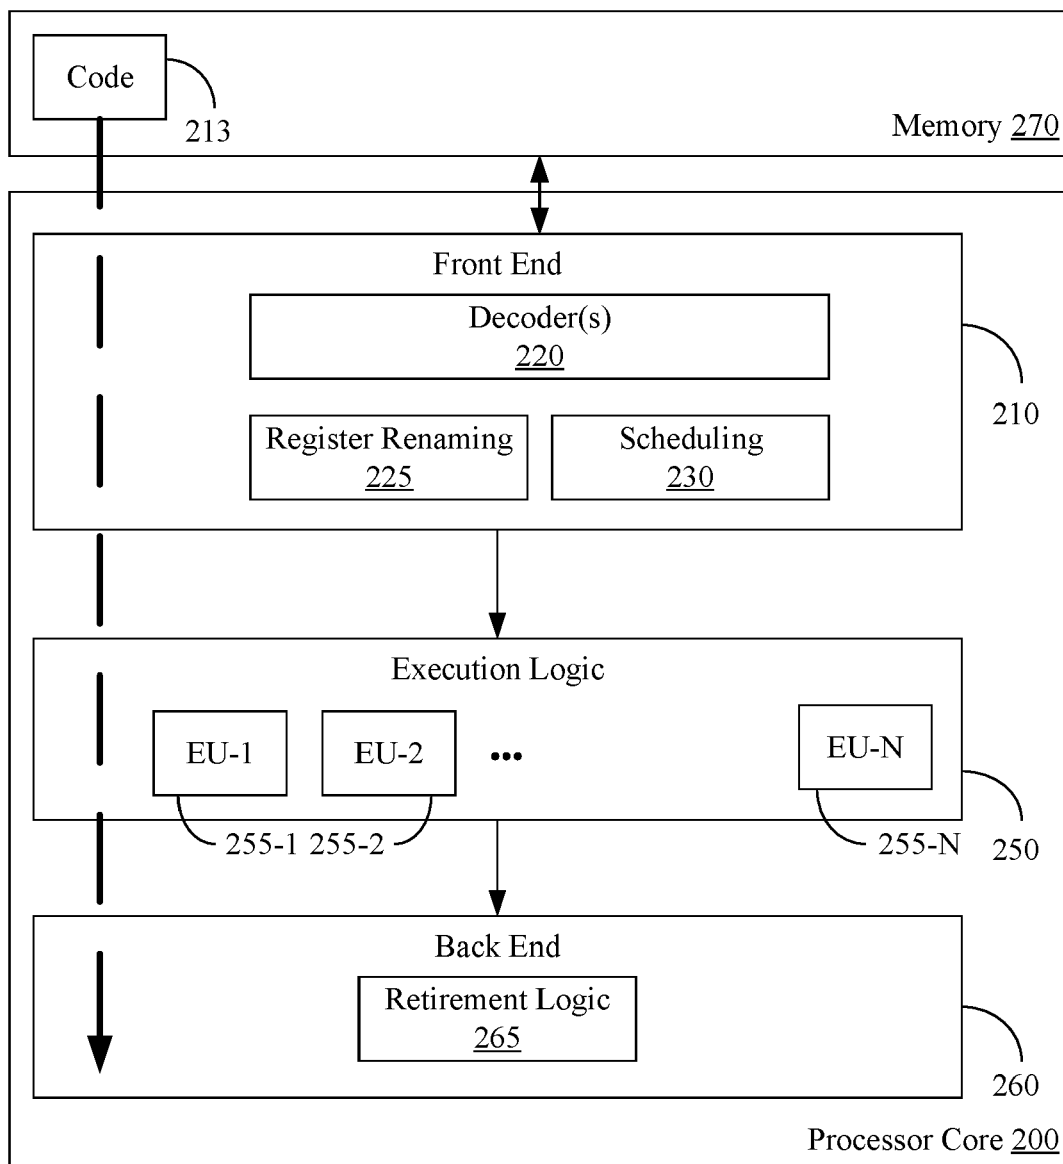 Code
213
Memory 270
Front End
Decoder(s)
220
210
Register Renaming
225
Scheduling
230
Execution Logic
EU-1
EU-2
...
EU-N
255-1
255-2
255-N
250
Back End
Retirement Logic
265
260
Processor Core 200